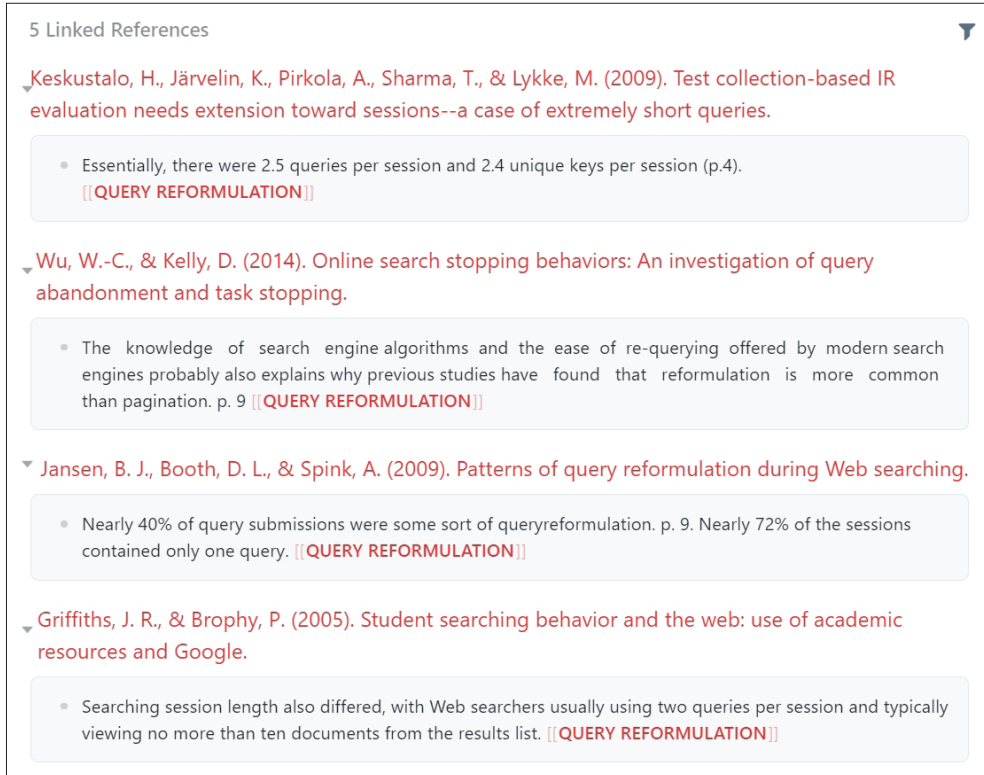 5 Linked References
Keskustalo, H., Järvelin, K., Pirkola, A., Sharma, T., & Lykke, M. (2009). Test collection-based IR
evaluation needs extension toward sessions--a case of extremely short queries.
Essentially, there were 2.5 queries per session and 2.4 unique keys per session (p.4).
[[QUERY REFORMULATION]]
Wu, W.-C., & Kelly, D. (2014). Online search stopping behaviors: An investigation of query
abandonment and task stopping.
The knowledge of search engine algorithms and the ease of re-querying offered by modern search
engines probably also explains why previous studies have found that reformulation is more common
than pagination. p. 9 [[QUERY REFORMULATION]]
Jansen, B. J., Booth, D. L., & Spink, A. (2009). Patterns of query reformulation during Web searching.
Nearly 40% of query submissions were some sort of queryreformulation. p. 9. Nearly 72% of the sessions
contained only one query. [[QUERY REFORMULATION]]
Griffiths, J. R., & Brophy, P. (2005). Student searching behavior and the web: use of academic
resources and Google.
Searching session length also differed, with Web searchers usually using two queries per session and typically
viewing no more than ten documents from the results list. [[QUERY REFORMULATION]]